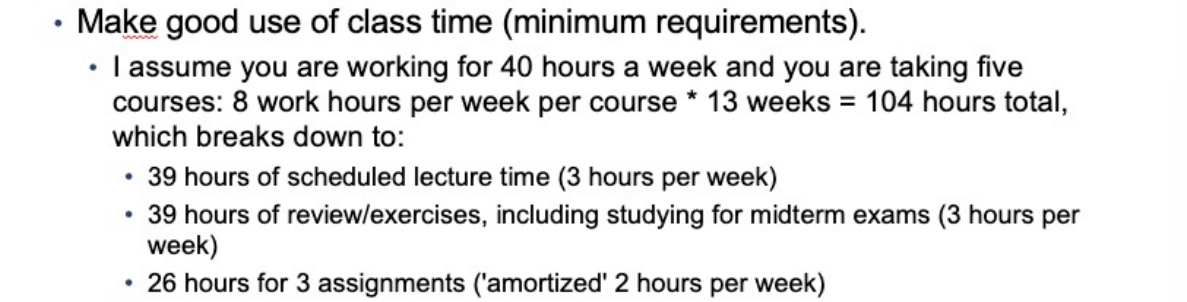 • Make good use of class time (minimum requirements).
• I assume you are working for 40 hours a week and you are taking five
courses: 8 work hours per week per course * 13 weeks = 104 hours total,
which breaks down to:
• 39 hours of scheduled lecture time (3 hours per week)
• 39 hours of review/exercises, including studying for midterm exams (3 hours per
week)
• 26 hours for 3 assignments ('amortized' 2 hours per week)